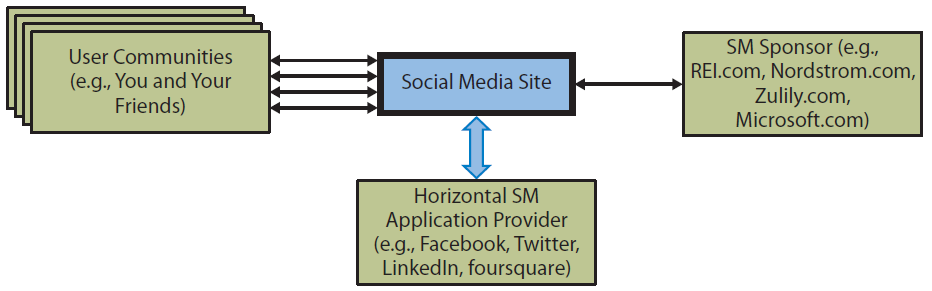 User Communities
(e.g., You and Your
Friends)
Social Media Site
SM Sponsor (e.g.,
REI.com, Nordstrom.com,
Zulily.com,
Microsoft.com)
Horizontal SM
Application Provider
(e.g., Facebook, Twitter,
LinkedIn, foursquare)